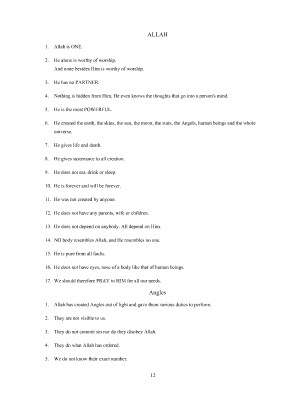 ALLAH
1. Allah is ONE.
2. He alone is worthy of worship.
And none besides Him is worthy of worship.
3. He has no PARTNER.
4. Nothing is hidden from Him, He even knows the thoughts that go into a person's mind.
5. He is the most POWERFUL.
6. He created the earth, the skies, the sun, the moon, the stars, the Angels, human beings and the whole
universe.
7. He gives life and death.
8. He gives sustenance to all creation.
9. He does not eat, drink or sleep.
10. He is forever and will be forever.
11. He was not created by anyone.
12. He does not have any parents, wife or children.
13. He does not depend on anybody. All depend on Him.
14. NO body resembles Allah, and He resembles no one.
15. He is pure from all faults.
16. He does not have eyes, nose of a body like that of human beings.
17. We should therefore PRAY to HIM for all our needs.
Angles
1. Allah has created Angles out of light and gave them various duties to perform.
2. They are not visible to us.
3. They do not commit sin nor do they disobey Allah.
4. They do what Allah has ordered.
5. We do not know their exact number.
12